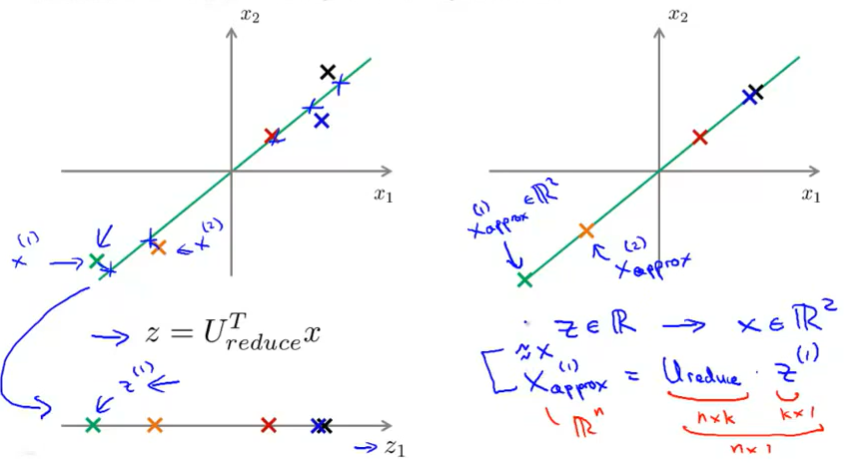 x₂
x₁
x⁽¹⁾
x⁽²⁾
→ z = Uᵀreduce x
z⁽¹⁾
→ z₁
x₂
x₁
x⁽¹⁾approx ∈ ℝ²
x⁽²⁾approx
z ∈ ℝ → x ∈ ℝ²
≈ x
x⁽¹⁾approx = Ureduce · z⁽¹⁾
ℝⁿ
n×k
k×1
n×1